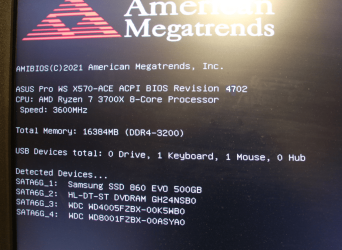 American
Megatrends
AMIBIOS(C)2021 American Megatrends, Inc.
ASUS Pro WS X570-ACE ACPI BIOS Revision 4702
CPU: AMD Ryzen 7 3700X 8-Core Processor
Speed: 3600MHz
Total Memory: 16384MB (DDR4-3200)
USB Devices total: 0 Drive, 1 Keyboard, 1 Mouse, 0 Hub
Detected Devices...
SATA6G_1: Samsung SSD 860 EVO 500GB
SATA6G_2: HL-DT-ST DVDRAM GH24NSB0
SATA6G_3: WDC WD4005FZBX-00K5WB0
SATA6G_4: WDC WD8001FZBX-00ASYA0